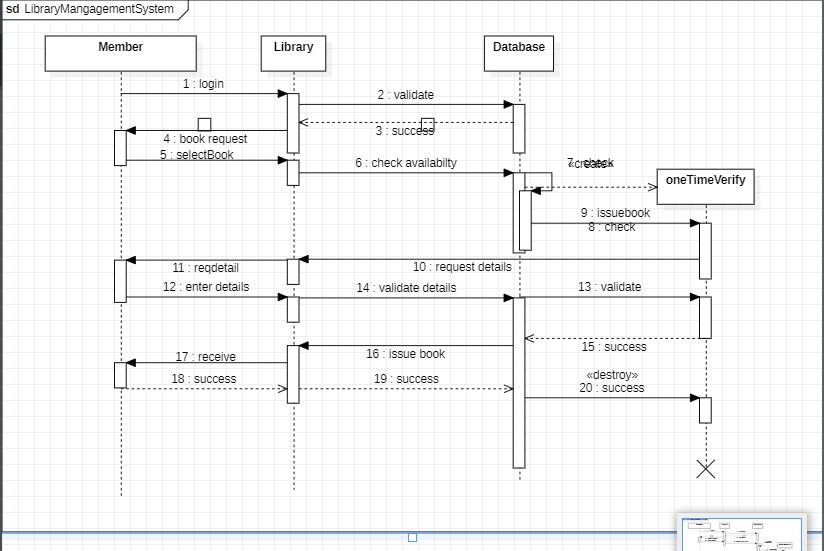 sd LibraryMangagementSystem
Member
Library
Database
1 : login
2 : validate
3 : success
4 : book request
5 : selectBook
6 : check availabilty
«create»
7 : check
oneTimeVerify
9 : issuebook
8 : check
10 : request details
11 : reqdetail
12 : enter details
14 : validate details
13 : validate
15 : success
16 : issue book
17 : receive
18 : success
19 : success
«destroy»
20 : success